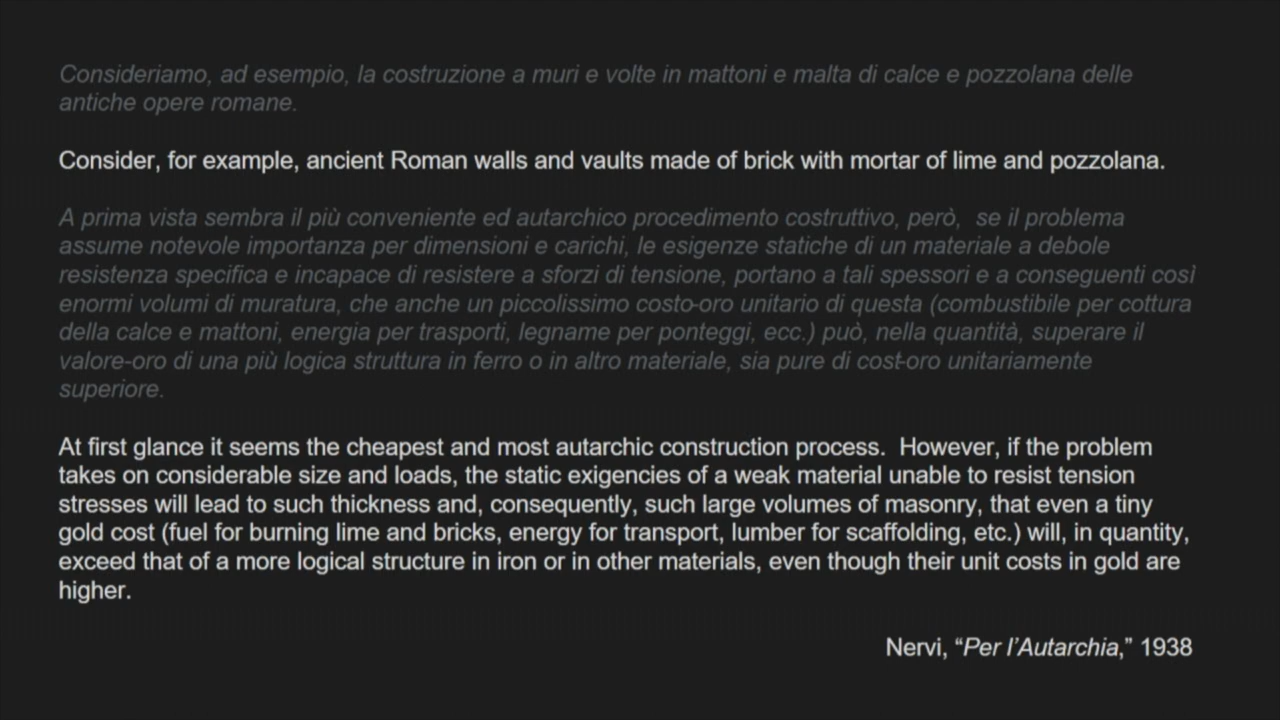 Consideriamo, ad esempio, la costruzione a muri e volte in mattoni e malta di calce e pozzolana delle
antiche opere romane.
Consider, for example, ancient Roman walls and vaults made of brick with mortar of lime and pozzolana.
A prima vista sembra il più conveniente ed autarchico procedimento costruttivo, però,  se il problema
assume notevole importanza per dimensioni e carichi, le esigenze statiche di un materiale a debole
resistenza specifica e incapace di resistere a sforzi di tensione, portano a tali spessori e a conseguenti così
enormi volumi di muratura, che anche un piccolissimo costo-oro unitario di questa (combustibile per cottura
della calce e mattoni, energia per trasporti, legname per ponteggi, ecc.) può, nella quantità, superare il
valore-oro di una più logica struttura in ferro o in altro materiale, sia pure di cost-oro unitariamente
superiore.
At first glance it seems the cheapest and most autarchic construction process.  However, if the problem
takes on considerable size and loads, the static exigencies of a weak material unable to resist tension
stresses will lead to such thickness and, consequently, such large volumes of masonry, that even a tiny
gold cost (fuel for burning lime and bricks, energy for transport, lumber for scaffolding, etc.) will, in quantity,
exceed that of a more logical structure in iron or in other materials, even though their unit costs in gold are
higher.
Nervi, “Per l’Autarchia,” 1938